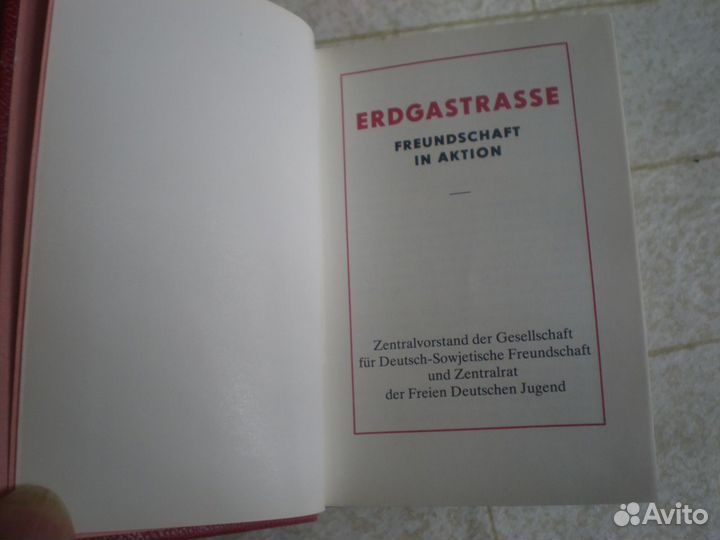 ERDGASTRASSE
FREUNDSCHAFT
IN AKTION
Zentralvorstand der Gesellschaft
für Deutsch-Sowjetische Freundschaft
und Zentralrat
der Freien Deutschen Jugend
Avito